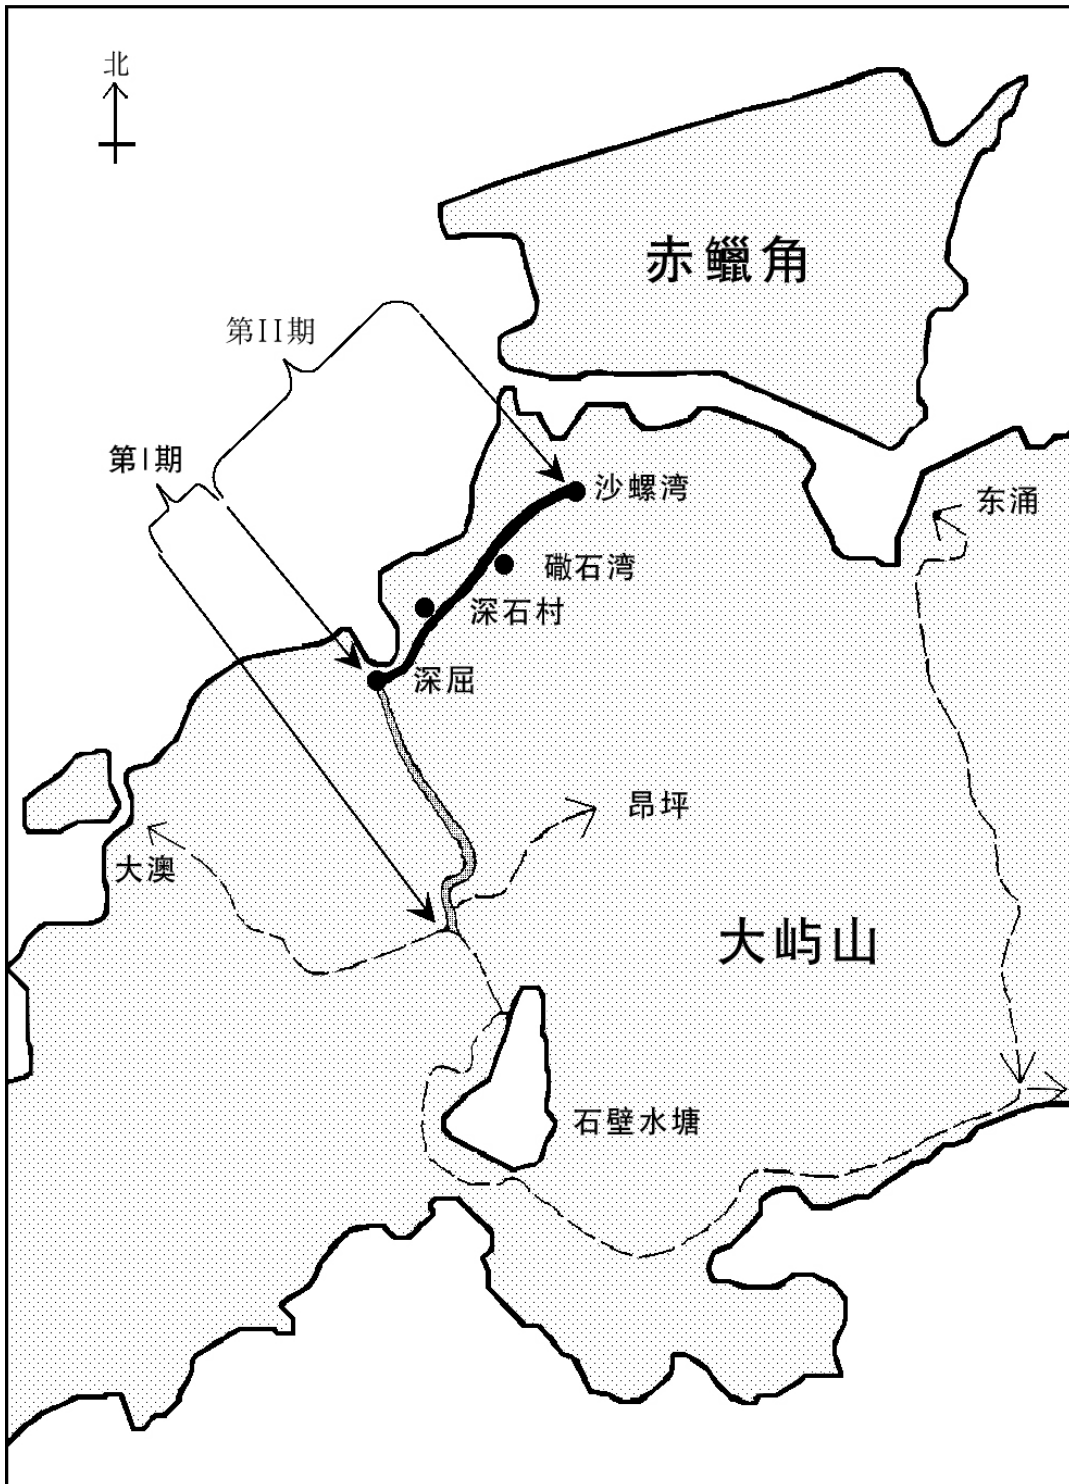 北
赤鱲角
第II期
第I期
沙螺湾
东涌
𥕛石湾
深石村
深屈
昂坪
大澳
大屿山
石壁水塘